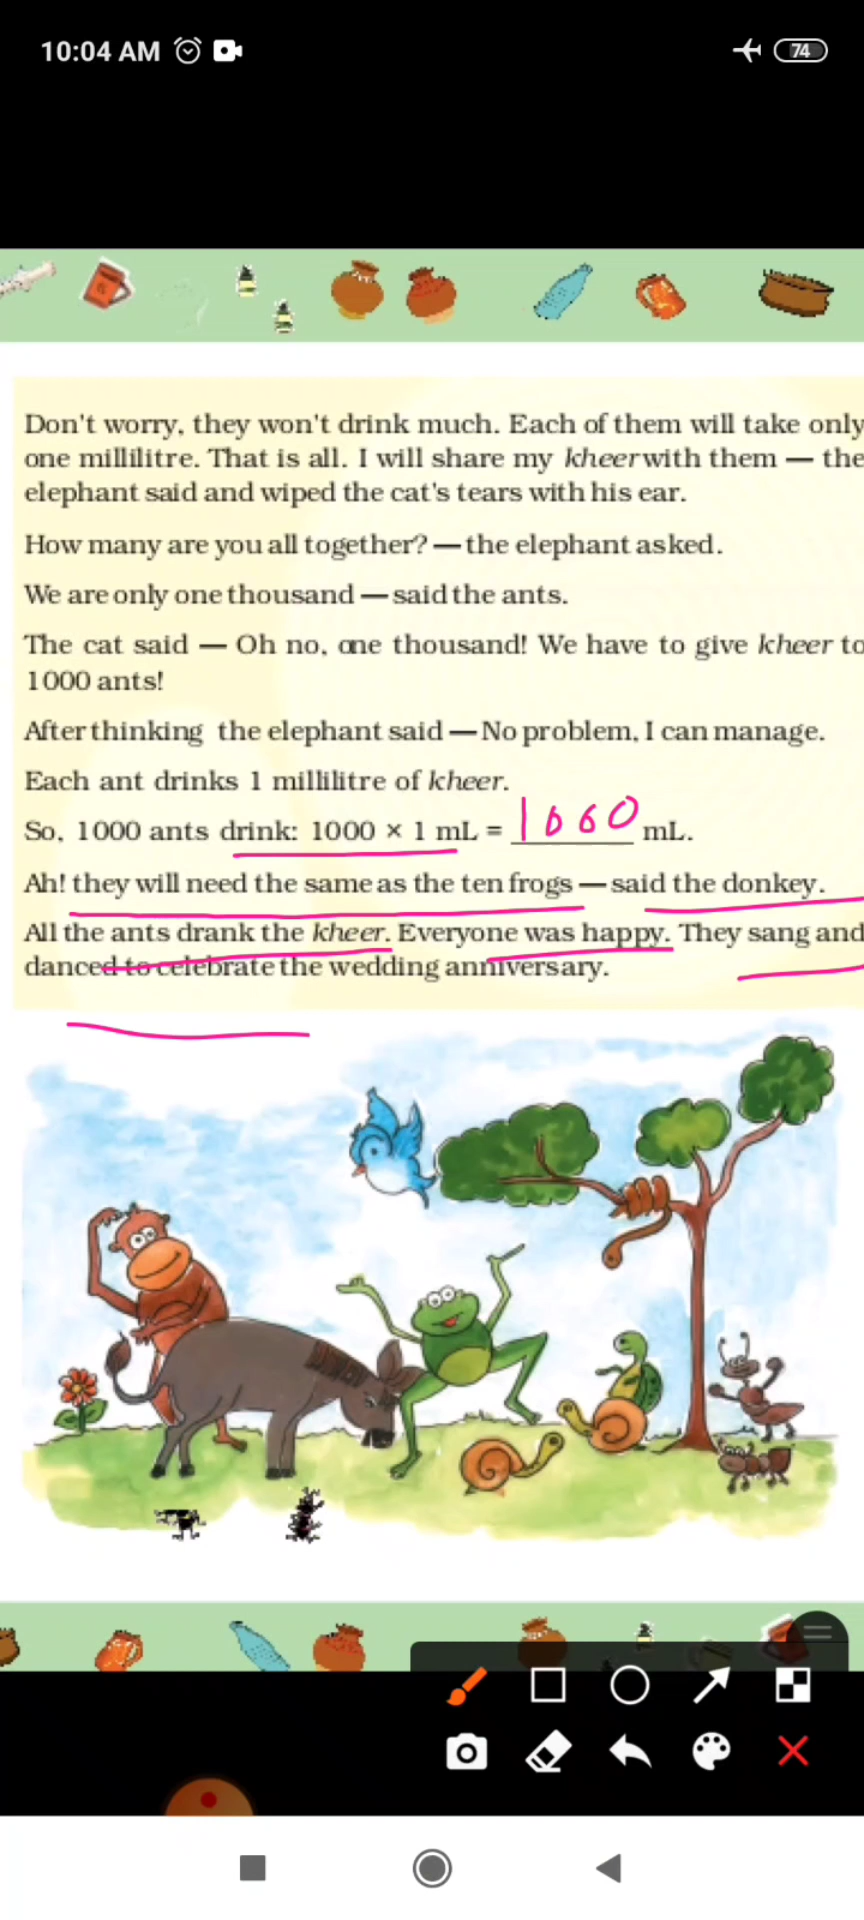 10:04 AM
74
Don't worry, they won't drink much. Each of them will take only
one millilitre. That is all. I will share my kheer with them — the
elephant said and wiped the cat's tears with his ear.
How many are you all together? — the elephant asked.
We are only one thousand — said the ants.
The cat said — Oh no, one thousand! We have to give kheer to
1000 ants!
After thinking the elephant said — No problem, I can manage.
Each ant drinks 1 millilitre of kheer.
So, 1000 ants drink: 1000 × 1 mL = 1000 mL.
Ah! they will need the same as the ten frogs — said the donkey.
All the ants drank the kheer. Everyone was happy. They sang and
danced to celebrate the wedding anniversary.